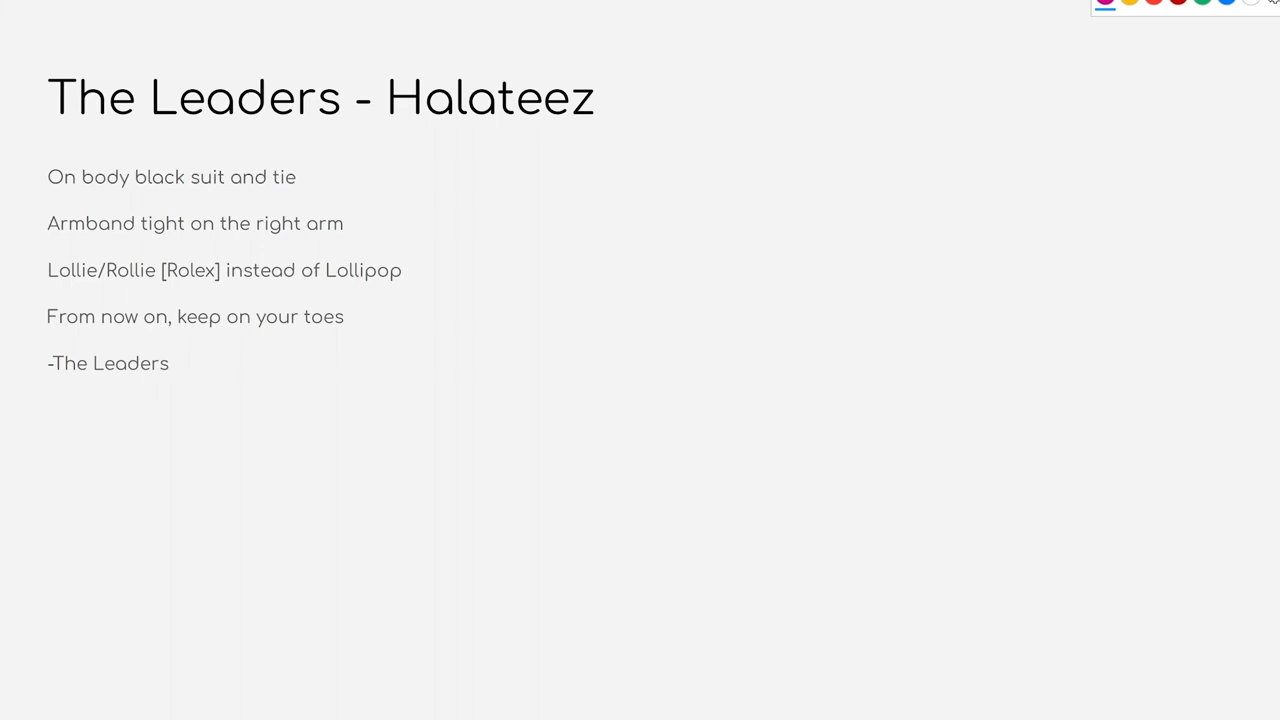 The Leaders - Halateez
On body black suit and tie
Armband tight on the right arm
Lollie/Rollie [Rolex] instead of Lollipop
From now on, keep on your toes
-The Leaders